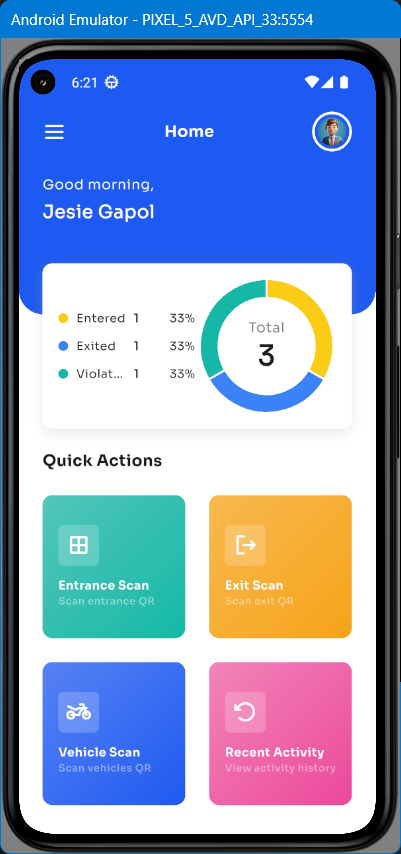 Android Emulator - PIXEL_5_AVD_API_33:5554
6:21
Home
Good morning,
Jesie Gapol
Entered 1 33%
Exited 1 33%
Violat... 1 33%
Total
3
Quick Actions
Entrance Scan
Scan entrance QR
Exit Scan
Scan exit QR
Vehicle Scan
Scan vehicles QR
Recent Activity
View activity history